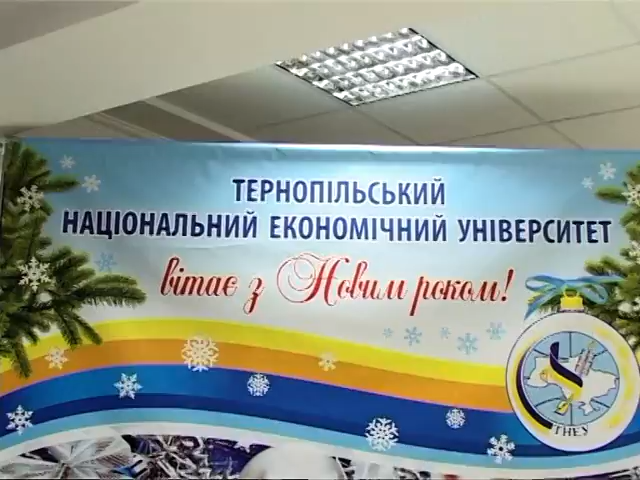 ТЕРНОПІЛЬСЬКИЙ
НАЦІОНАЛЬНИЙ ЕКОНОМІЧНИЙ УНІВЕРСИТЕТ
вітає з Новим роком!
ТНЕУ